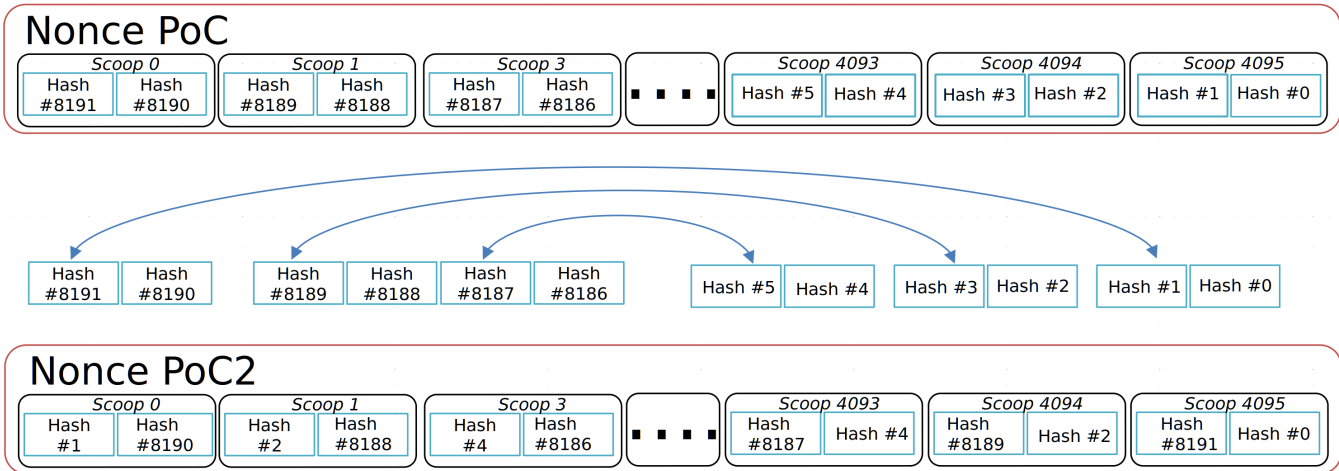 Nonce PoC
Scoop 0
Scoop 1
Scoop 3
Scoop 4093
Scoop 4094
Scoop 4095
Hash
#8191
Hash
#8190
Hash
#8189
Hash
#8188
Hash
#8187
Hash
#8186
. . . .
Hash #5
Hash #4
Hash #3
Hash #2
Hash #1
Hash #0
Hash
#8191
Hash
#8190
Hash
#8189
Hash
#8188
Hash
#8187
Hash
#8186
Hash #5
Hash #4
Hash #3
Hash #2
Hash #1
Hash #0
Nonce PoC2
Scoop 0
Scoop 1
Scoop 3
Scoop 4093
Scoop 4094
Scoop 4095
Hash
#1
Hash
#8190
Hash
#2
Hash
#8188
Hash
#4
Hash
#8186
. . . .
Hash
#8187
Hash #4
Hash
#8189
Hash #2
Hash
#8191
Hash #0